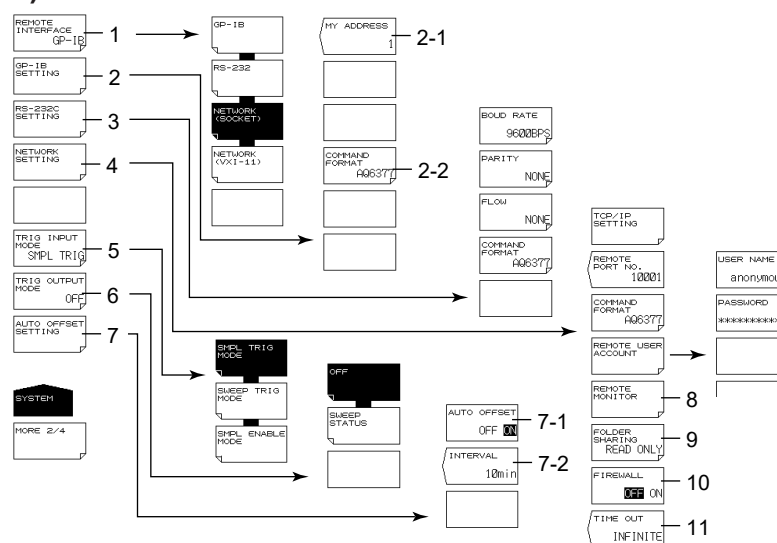 REMOTE
INTERFACE
GP-IB
1
GP-IB
SETTING
2
RS-232C
SETTING
3
NETWORK
SETTING
4
TRIG INPUT
MODE
SMPL TRIG
5
TRIG OUTPUT
MODE
OFF
6
AUTO OFFSET
SETTING
7
SYSTEM
MORE 2/4
GP-IB
RS-232
NETWORK
(SOCKET)
NETWORK
(VXI-11)
MY ADDRESS
1
2-1
COMMAND
FORMAT
AQ6377
2-2
BOUD RATE
9600BPS
PARITY
NONE
FLOW
NONE
COMMAND
FORMAT
AQ6377
TCP/IP
SETTING
REMOTE
PORT NO.
10001
COMMAND
FORMAT
AQ6377
REMOTE USER
ACCOUNT
REMOTE
MONITOR
8
FOLDER
SHARING
READ ONLY
9
FIREWALL
OFF ON
10
TIME OUT
INFINITE
11
USER NAME
anonymou
PASSWORD
**********
SMPL TRIG
MODE
SWEEP TRIG
MODE
SMPL ENABLE
MODE
OFF
SWEEP
STATUS
AUTO OFFSET
OFF ON
7-1
INTERVAL
10min
7-2